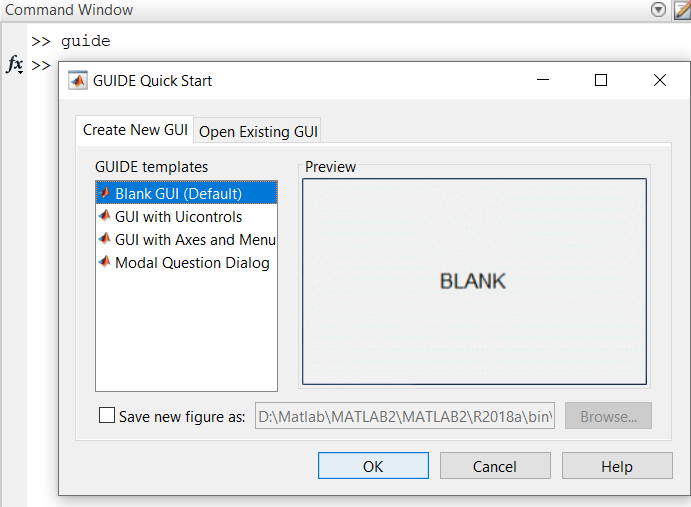 Command Window
>> guide
fx >>
GUIDE Quick Start
Create New GUI
Open Existing GUI
GUIDE templates
Preview
Blank GUI (Default)
GUI with Uicontrols
GUI with Axes and Menu
Modal Question Dialog
BLANK
Save new figure as:
D:\Matlab\MATLAB2\MATLAB2\R2018a\bin\
Browse...
OK
Cancel
Help